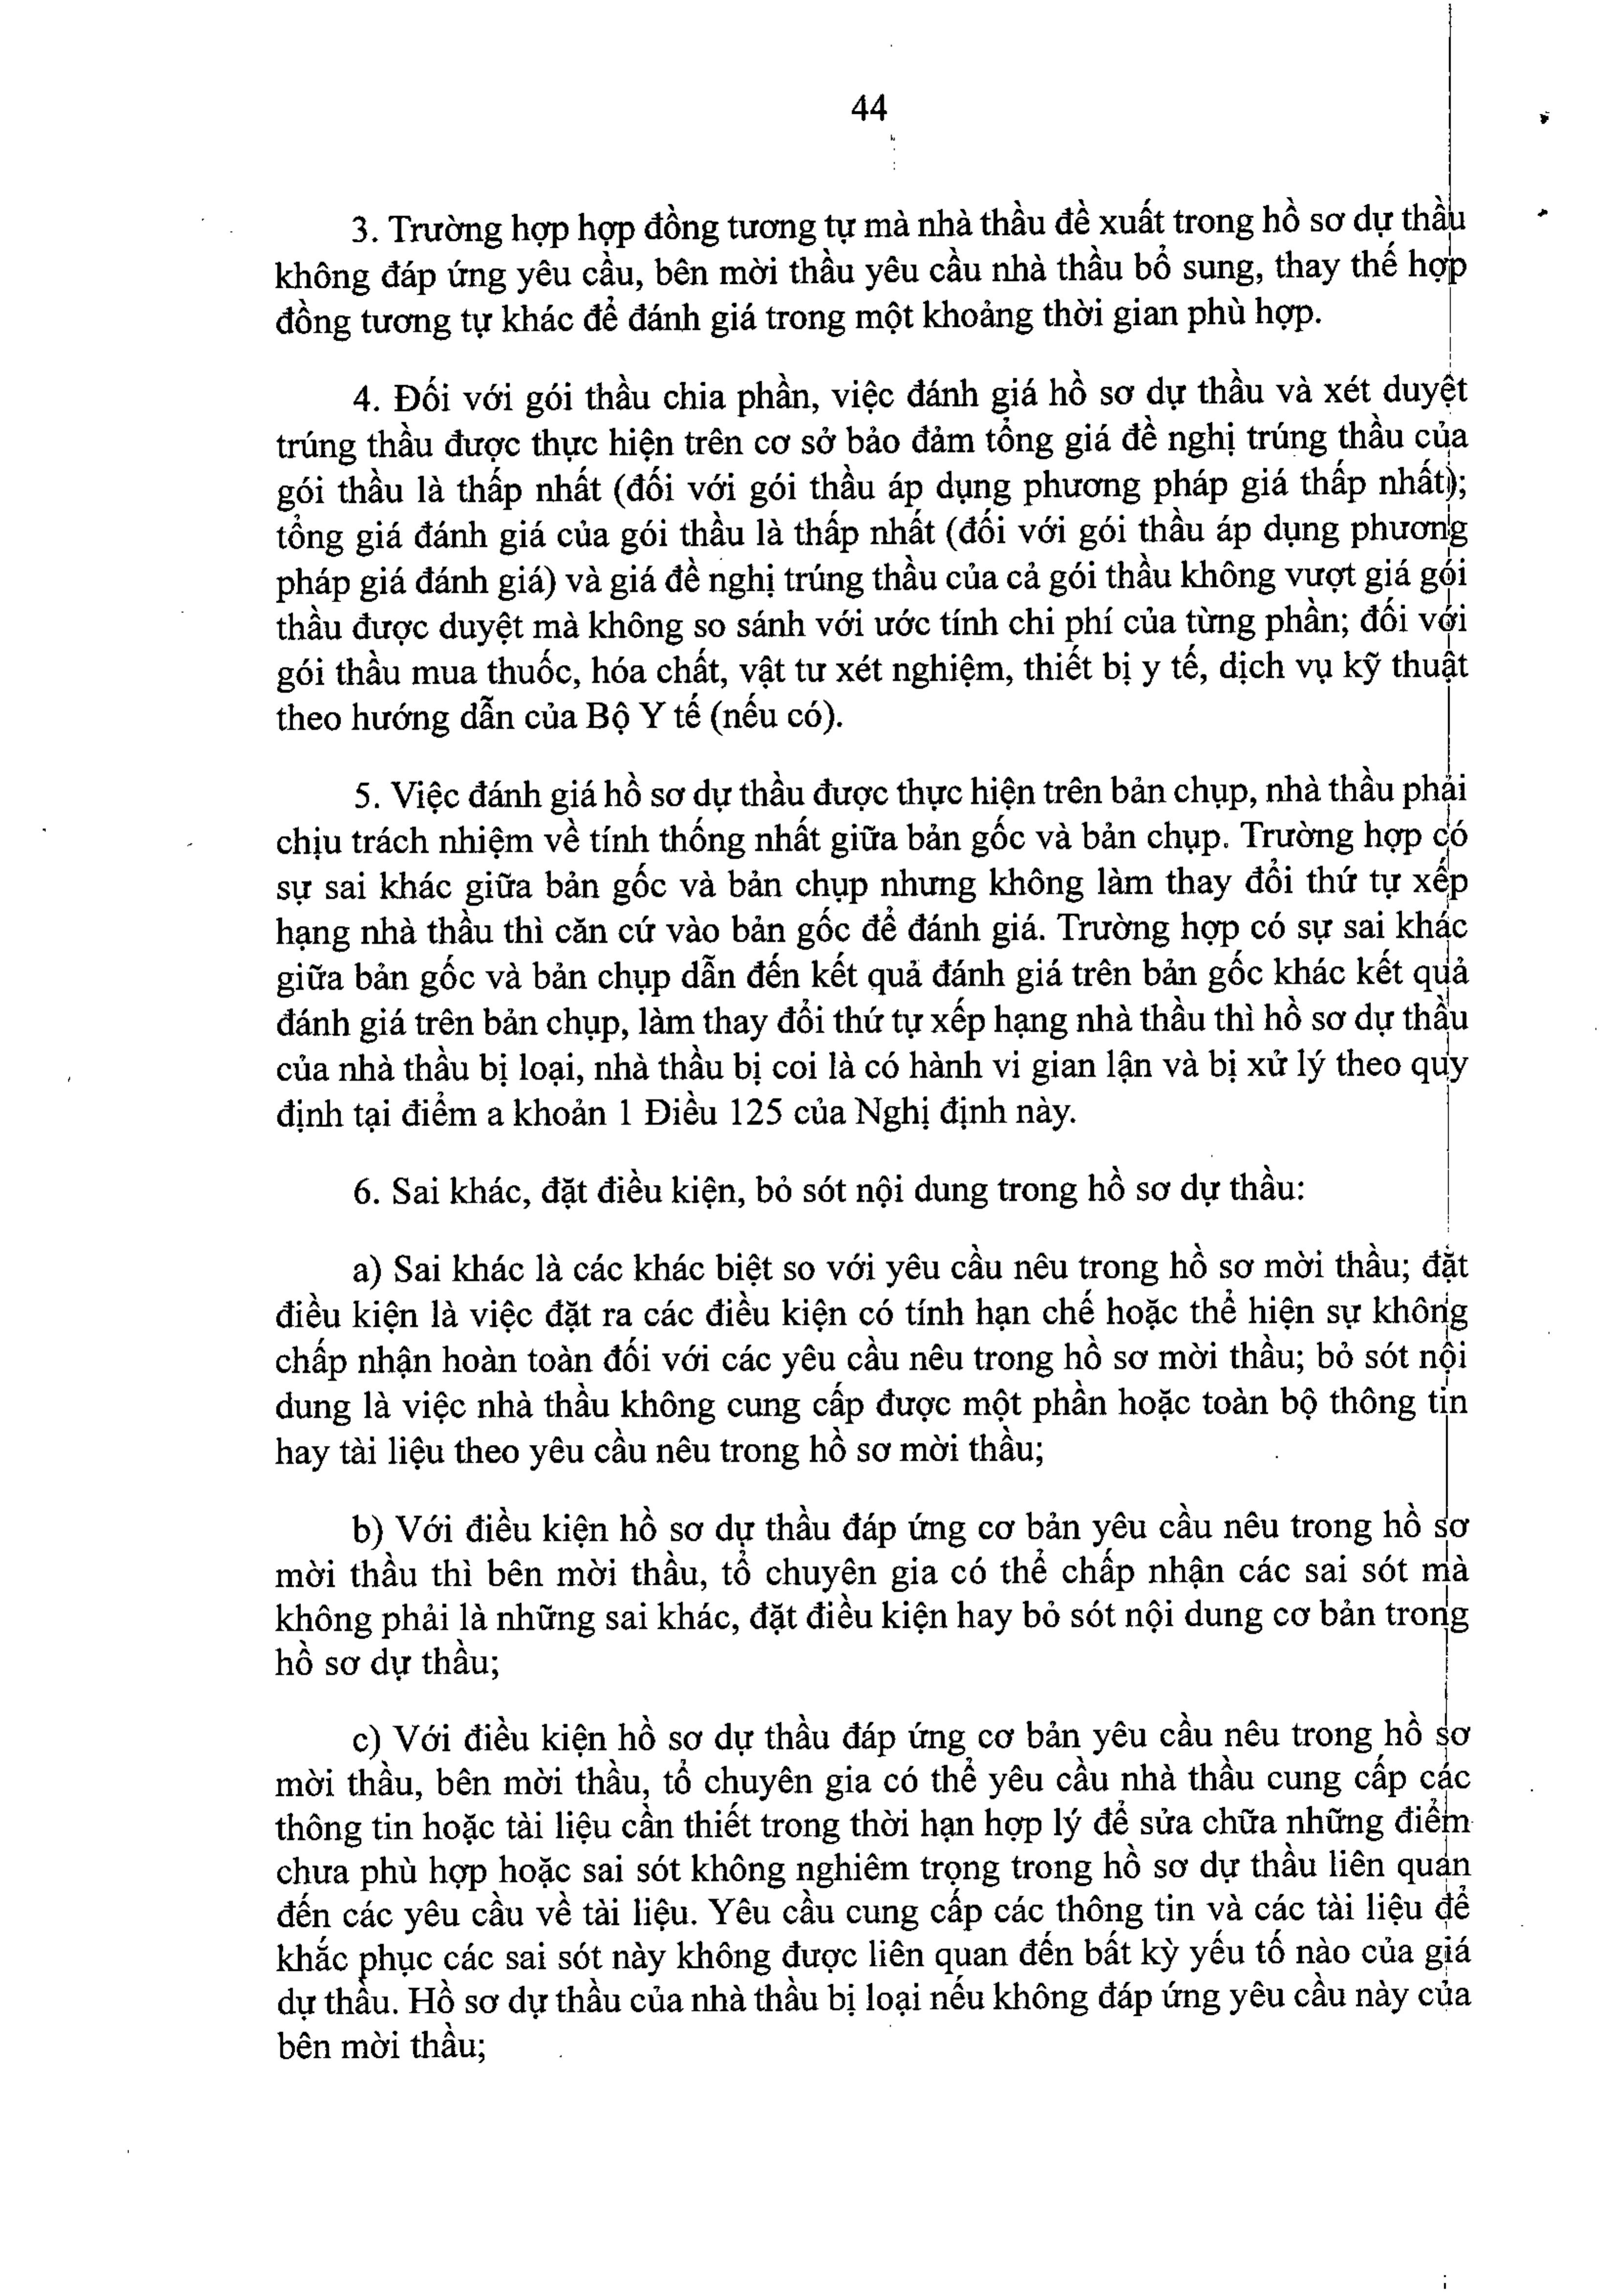 44
3. Trường hợp hợp đồng tương tự mà nhà thầu đề xuất trong hồ sơ dự thầu
không đáp ứng yêu cầu, bên mời thầu yêu cầu nhà thầu bổ sung, thay thế hợp
đồng tương tự khác để đánh giá trong một khoảng thời gian phù hợp.
4. Đối với gói thầu chia phần, việc đánh giá hồ sơ dự thầu và xét duyệt
trúng thầu được thực hiện trên cơ sở bảo đảm tổng giá đề nghị trúng thầu của
gói thầu là thấp nhất (đối với gói thầu áp dụng phương pháp giá thấp nhất);
tổng giá đánh giá của gói thầu là thấp nhất (đối với gói thầu áp dụng phương
pháp giá đánh giá) và giá đề nghị trúng thầu của cả gói thầu không vượt giá gói
thầu được duyệt mà không so sánh với ước tính chi phí của từng phần; đối với
gói thầu mua thuốc, hóa chất, vật tư xét nghiệm, thiết bị y tế, dịch vụ kỹ thuật
theo hướng dẫn của Bộ Y tế (nếu có).
5. Việc đánh giá hồ sơ dự thầu được thực hiện trên bản chụp, nhà thầu phải
chịu trách nhiệm về tính thống nhất giữa bản gốc và bản chụp. Trường hợp có
sự sai khác giữa bản gốc và bản chụp nhưng không làm thay đổi thứ tự xếp
hạng nhà thầu thì căn cứ vào bản gốc để đánh giá. Trường hợp có sự sai khác
giữa bản gốc và bản chụp dẫn đến kết quả đánh giá trên bản gốc khác kết quả
đánh giá trên bản chụp, làm thay đổi thứ tự xếp hạng nhà thầu thì hồ sơ dự thầu
của nhà thầu bị loại, nhà thầu bị coi là có hành vi gian lận và bị xử lý theo quy
định tại điểm a khoản 1 Điều 125 của Nghị định này.
6. Sai khác, đặt điều kiện, bỏ sót nội dung trong hồ sơ dự thầu:
a) Sai khác là các khác biệt so với yêu cầu nêu trong hồ sơ mời thầu; đặt
điều kiện là việc đặt ra các điều kiện có tính hạn chế hoặc thể hiện sự không
chấp nhận hoàn toàn đối với các yêu cầu nêu trong hồ sơ mời thầu; bỏ sót nội
dung là việc nhà thầu không cung cấp được một phần hoặc toàn bộ thông tin
hay tài liệu theo yêu cầu nêu trong hồ sơ mời thầu;
b) Với điều kiện hồ sơ dự thầu đáp ứng cơ bản yêu cầu nêu trong hồ sơ
mời thầu thì bên mời thầu, tổ chuyên gia có thể chấp nhận các sai sót mà
không phải là những sai khác, đặt điều kiện hay bỏ sót nội dung cơ bản trong
hồ sơ dự thầu;
c) Với điều kiện hồ sơ dự thầu đáp ứng cơ bản yêu cầu nêu trong hồ sơ
mời thầu, bên mời thầu, tổ chuyên gia có thể yêu cầu nhà thầu cung cấp các
thông tin hoặc tài liệu cần thiết trong thời hạn hợp lý để sửa chữa những điểm
chưa phù hợp hoặc sai sót không nghiêm trọng trong hồ sơ dự thầu liên quan
đến các yêu cầu về tài liệu. Yêu cầu cung cấp các thông tin và các tài liệu để
khắc phục các sai sót này không được liên quan đến bất kỳ yếu tố nào của giá
dự thầu. Hồ sơ dự thầu của nhà thầu bị loại nếu không đáp ứng yêu cầu này của
bên mời thầu;